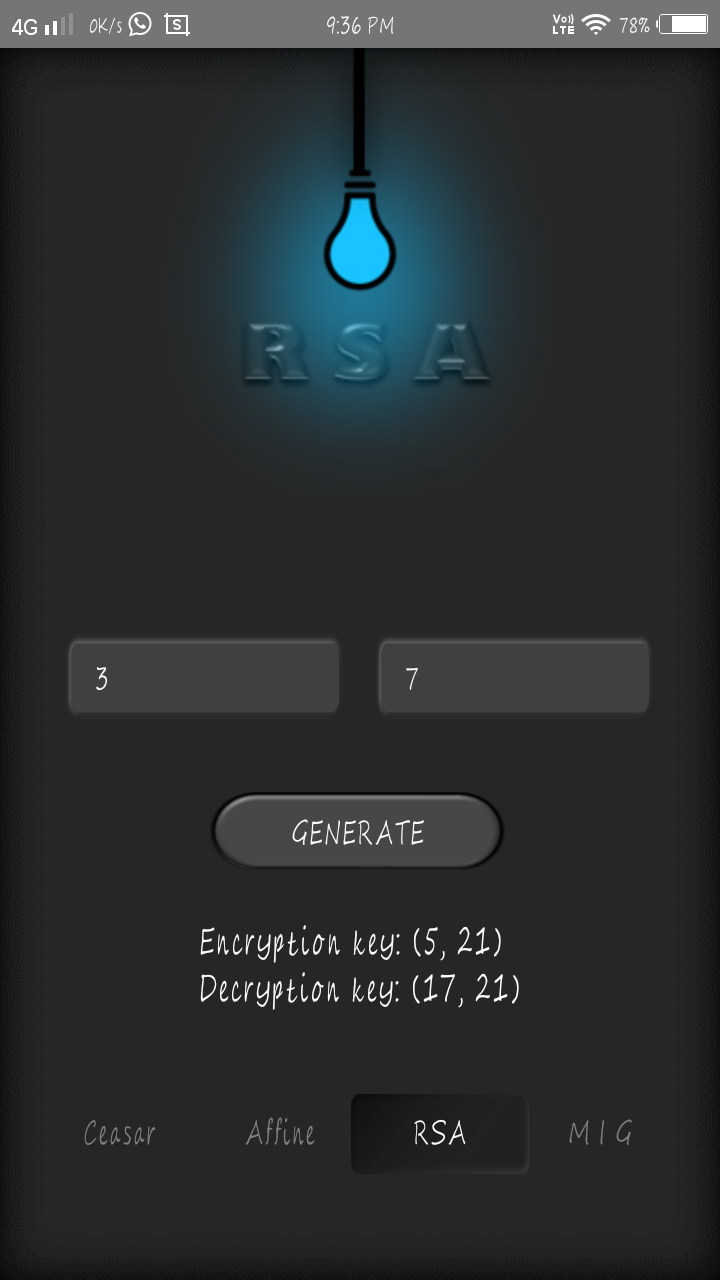 4G 0K/s S 9:36 PM Vo)) LTE 78%
RSA
3 7
GENERATE
Encryption key: (5, 21)
Decryption key: (17, 21)
Ceasar Affine RSA M I G